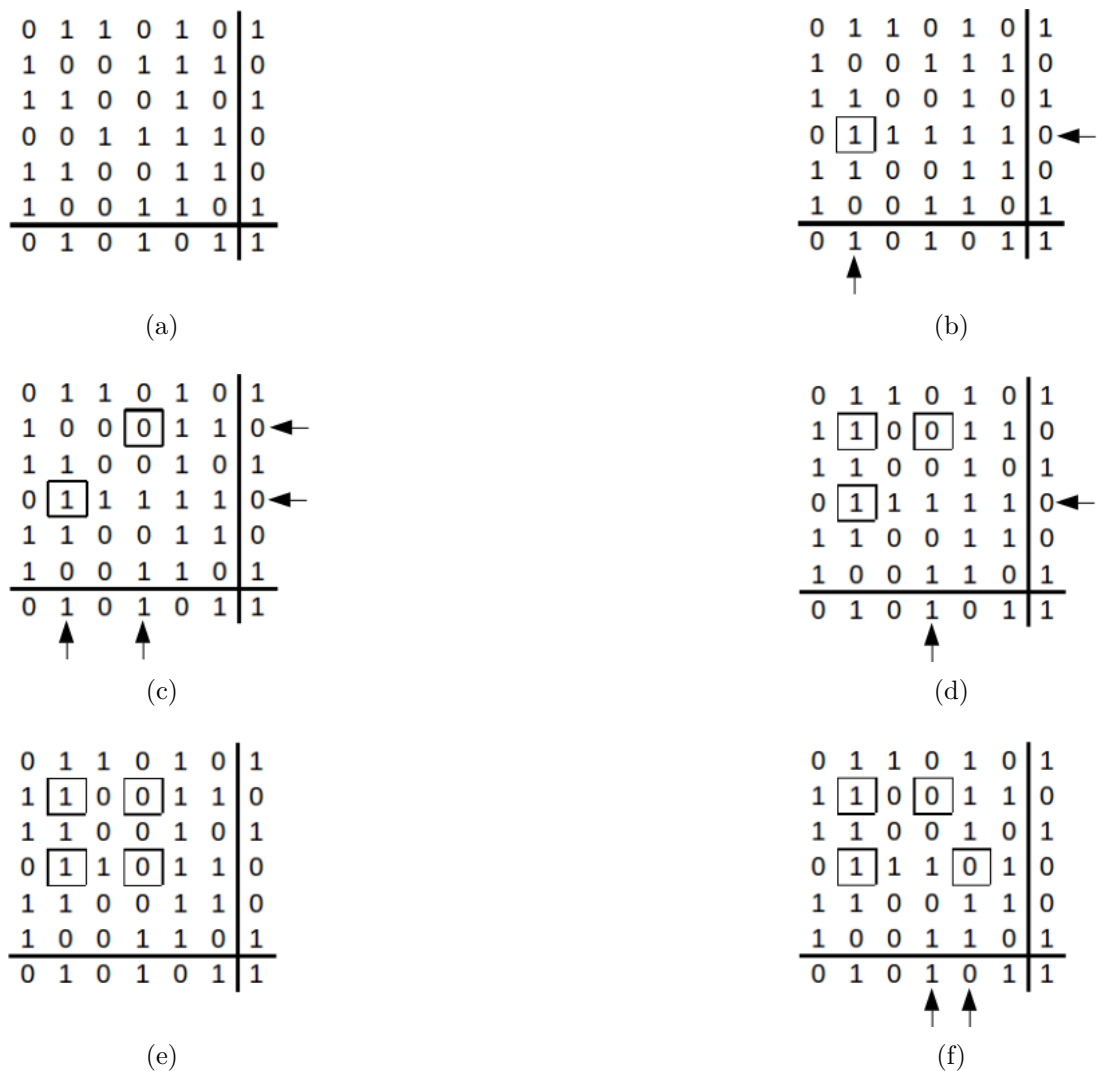 0 1 1 0 1 0 1
1 0 0 1 1 1 0
1 1 0 0 1 0 1
0 0 1 1 1 1 0
1 1 0 0 1 1 0
1 0 0 1 1 0 1
0 1 0 1 0 1 1
(a)
0 1 1 0 1 0 1
1 0 0 1 1 1 0
1 1 0 0 1 0 1
0 1 1 1 1 1 0
1 1 0 0 1 1 0
1 0 0 1 1 0 1
0 1 0 1 0 1 1
(b)
0 1 1 0 1 0 1
1 0 0 0 1 1 0
1 1 0 0 1 0 1
0 1 1 1 1 1 0
1 1 0 0 1 1 0
1 0 0 1 1 0 1
0 1 0 1 0 1 1
(c)
0 1 1 0 1 0 1
1 1 0 0 1 1 0
1 1 0 0 1 0 1
0 1 1 1 1 1 0
1 1 0 0 1 1 0
1 0 0 1 1 0 1
0 1 0 1 0 1 1
(d)
0 1 1 0 1 0 1
1 1 0 0 1 1 0
1 1 0 0 1 0 1
0 1 1 0 1 1 0
1 1 0 0 1 1 0
1 0 0 1 1 0 1
0 1 0 1 0 1 1
(e)
0 1 1 0 1 0 1
1 1 0 0 1 1 0
1 1 0 0 1 0 1
0 1 1 1 0 1 0
1 1 0 0 1 1 0
1 0 0 1 1 0 1
0 1 0 1 0 1 1
(f)